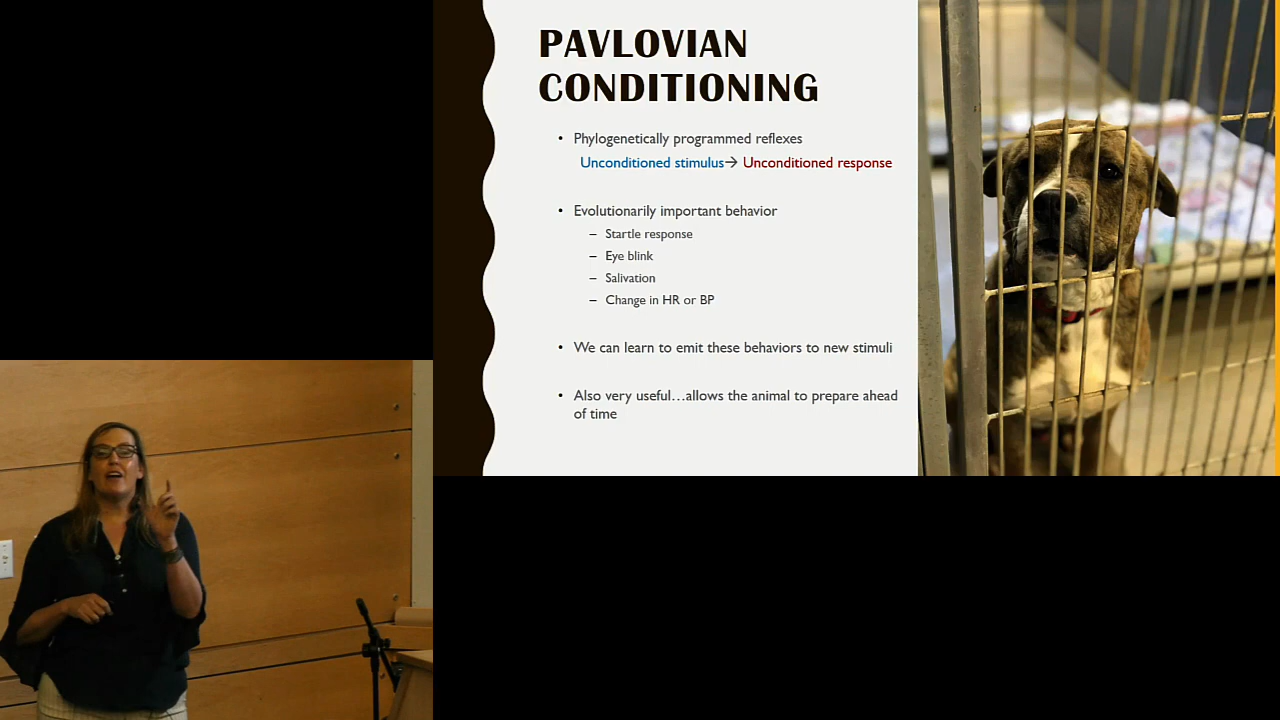 PAVLOVIAN
CONDITIONING
• Phylogenetically programmed reflexes
Unconditioned stimulus→ Unconditioned response
• Evolutionarily important behavior
– Startle response
– Eye blink
– Salivation
– Change in HR or BP
• We can learn to emit these behaviors to new stimuli
• Also very useful…allows the animal to prepare ahead
of time